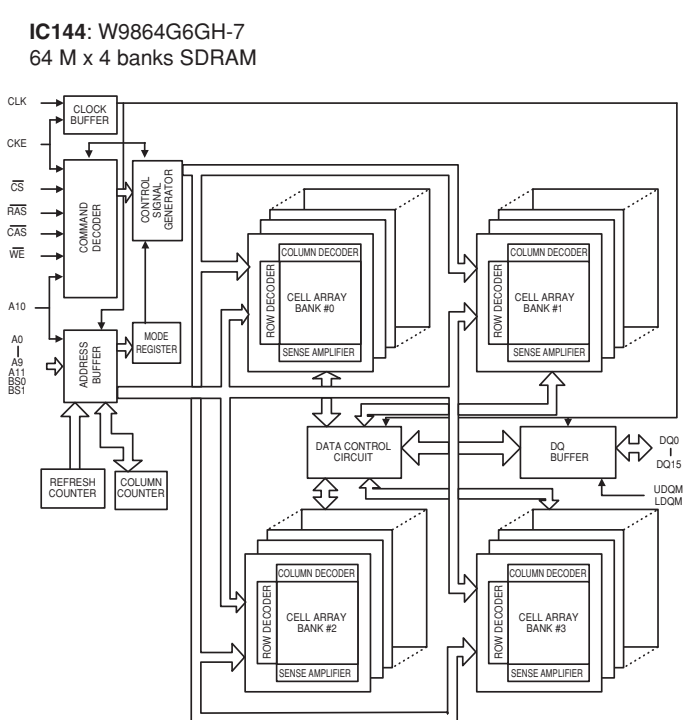 IC144: W9864G6GH-7
64 M x 4 banks SDRAM
CLK
CLOCK
BUFFER
CKE
CS
RAS
CAS
WE
COMMAND
DECODER
CONTROL
SIGNAL
GENERATOR
A10
A0
A9
A11
BS0
BS1
ADDRESS
BUFFER
MODE
REGISTER
REFRESH
COUNTER
COLUMN
COUNTER
COLUMN DECODER
ROW DECODER
CELL ARRAY
BANK #0
SENSE AMPLIFIER
COLUMN DECODER
ROW DECODER
CELL ARRAY
BANK #1
SENSE AMPLIFIER
DATA CONTROL
CIRCUIT
DQ
BUFFER
DQ0
DQ15
UDQM
LDQM
COLUMN DECODER
ROW DECODER
CELL ARRAY
BANK #2
SENSE AMPLIFIER
COLUMN DECODER
ROW DECODER
CELL ARRAY
BANK #3
SENSE AMPLIFIER